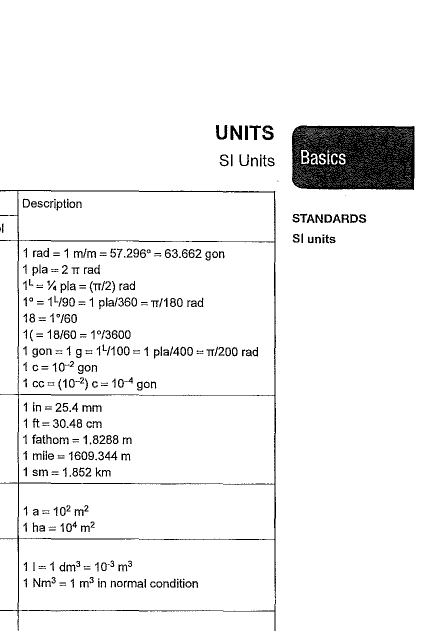 UNITS
SI Units
Basics
STANDARDS
SI units
Description
1 rad = 1 m/m = 57.296° = 63.662 gon
1 pla = 2 π rad
1ᴸ = ¼ pla = (π/2) rad
1° = 1ᴸ/90 = 1 pla/360 = π/180 rad
18 = 1°/60
1( = 18/60 = 1°/3600
1 gon = 1 g = 1ᴸ/100 = 1 pla/400 = π/200 rad
1 c = 10⁻² gon
1 cc = (10⁻²) c = 10⁻⁴ gon
1 in = 25.4 mm
1 ft = 30.48 cm
1 fathom = 1.8288 m
1 mile = 1609.344 m
1 sm = 1.852 km
1 a = 10² m²
1 ha = 10⁴ m²
1 l = 1 dm³ = 10⁻³ m³
1 Nm³ = 1 m³ in normal condition